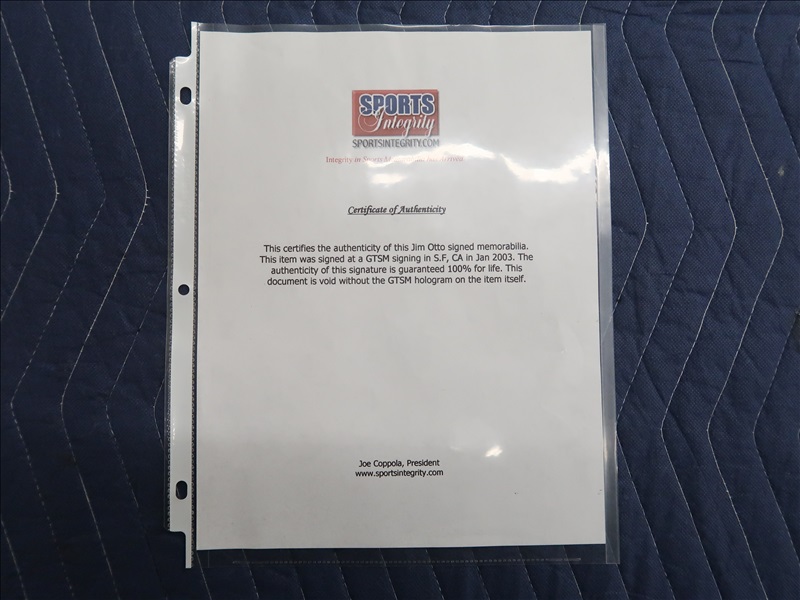 SPORTS
Integrity
SPORTSINTEGRITY.COM
Integrity in Sports
Certificate of Authenticity
This certifies the authenticity of this Jim Otto signed memorabilia.
This item was signed at a GTSM signing in S.F, CA in Jan 2003. The
authenticity of this signature is guaranteed 100% for life. This
document is void without the GTSM hologram on the item itself.
Joe Coppola, President
www.sportsintegrity.com